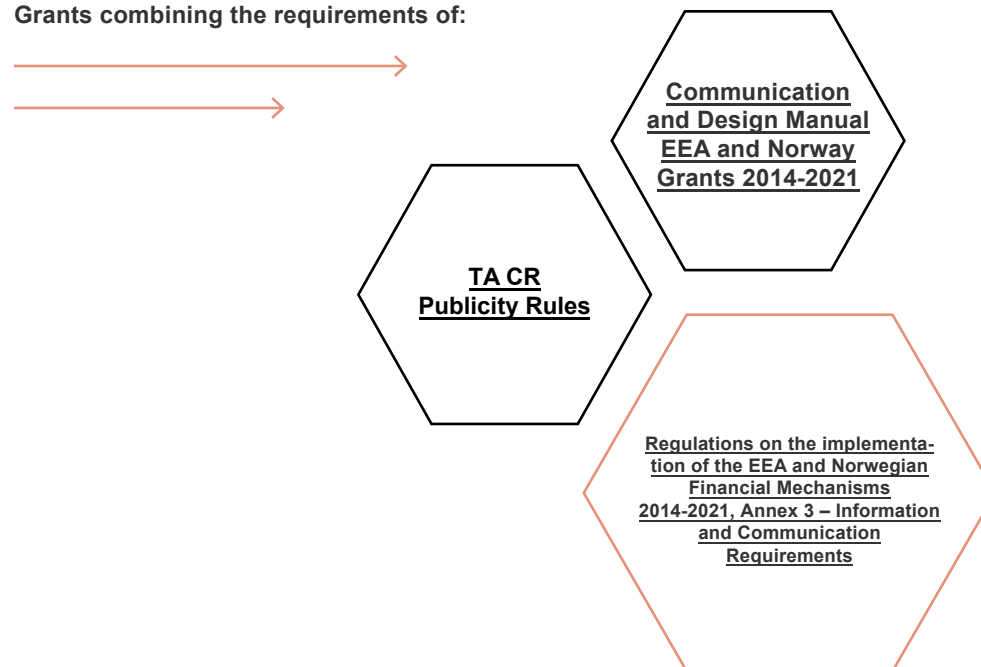 Grants combining the requirements of:
Communication
and Design Manual
EEA and Norway
Grants 2014-2021
TA CR
Publicity Rules
Regulations on the implementa-
tion of the EEA and Norwegian
Financial Mechanisms
2014-2021, Annex 3 – Information
and Communication
Requirements